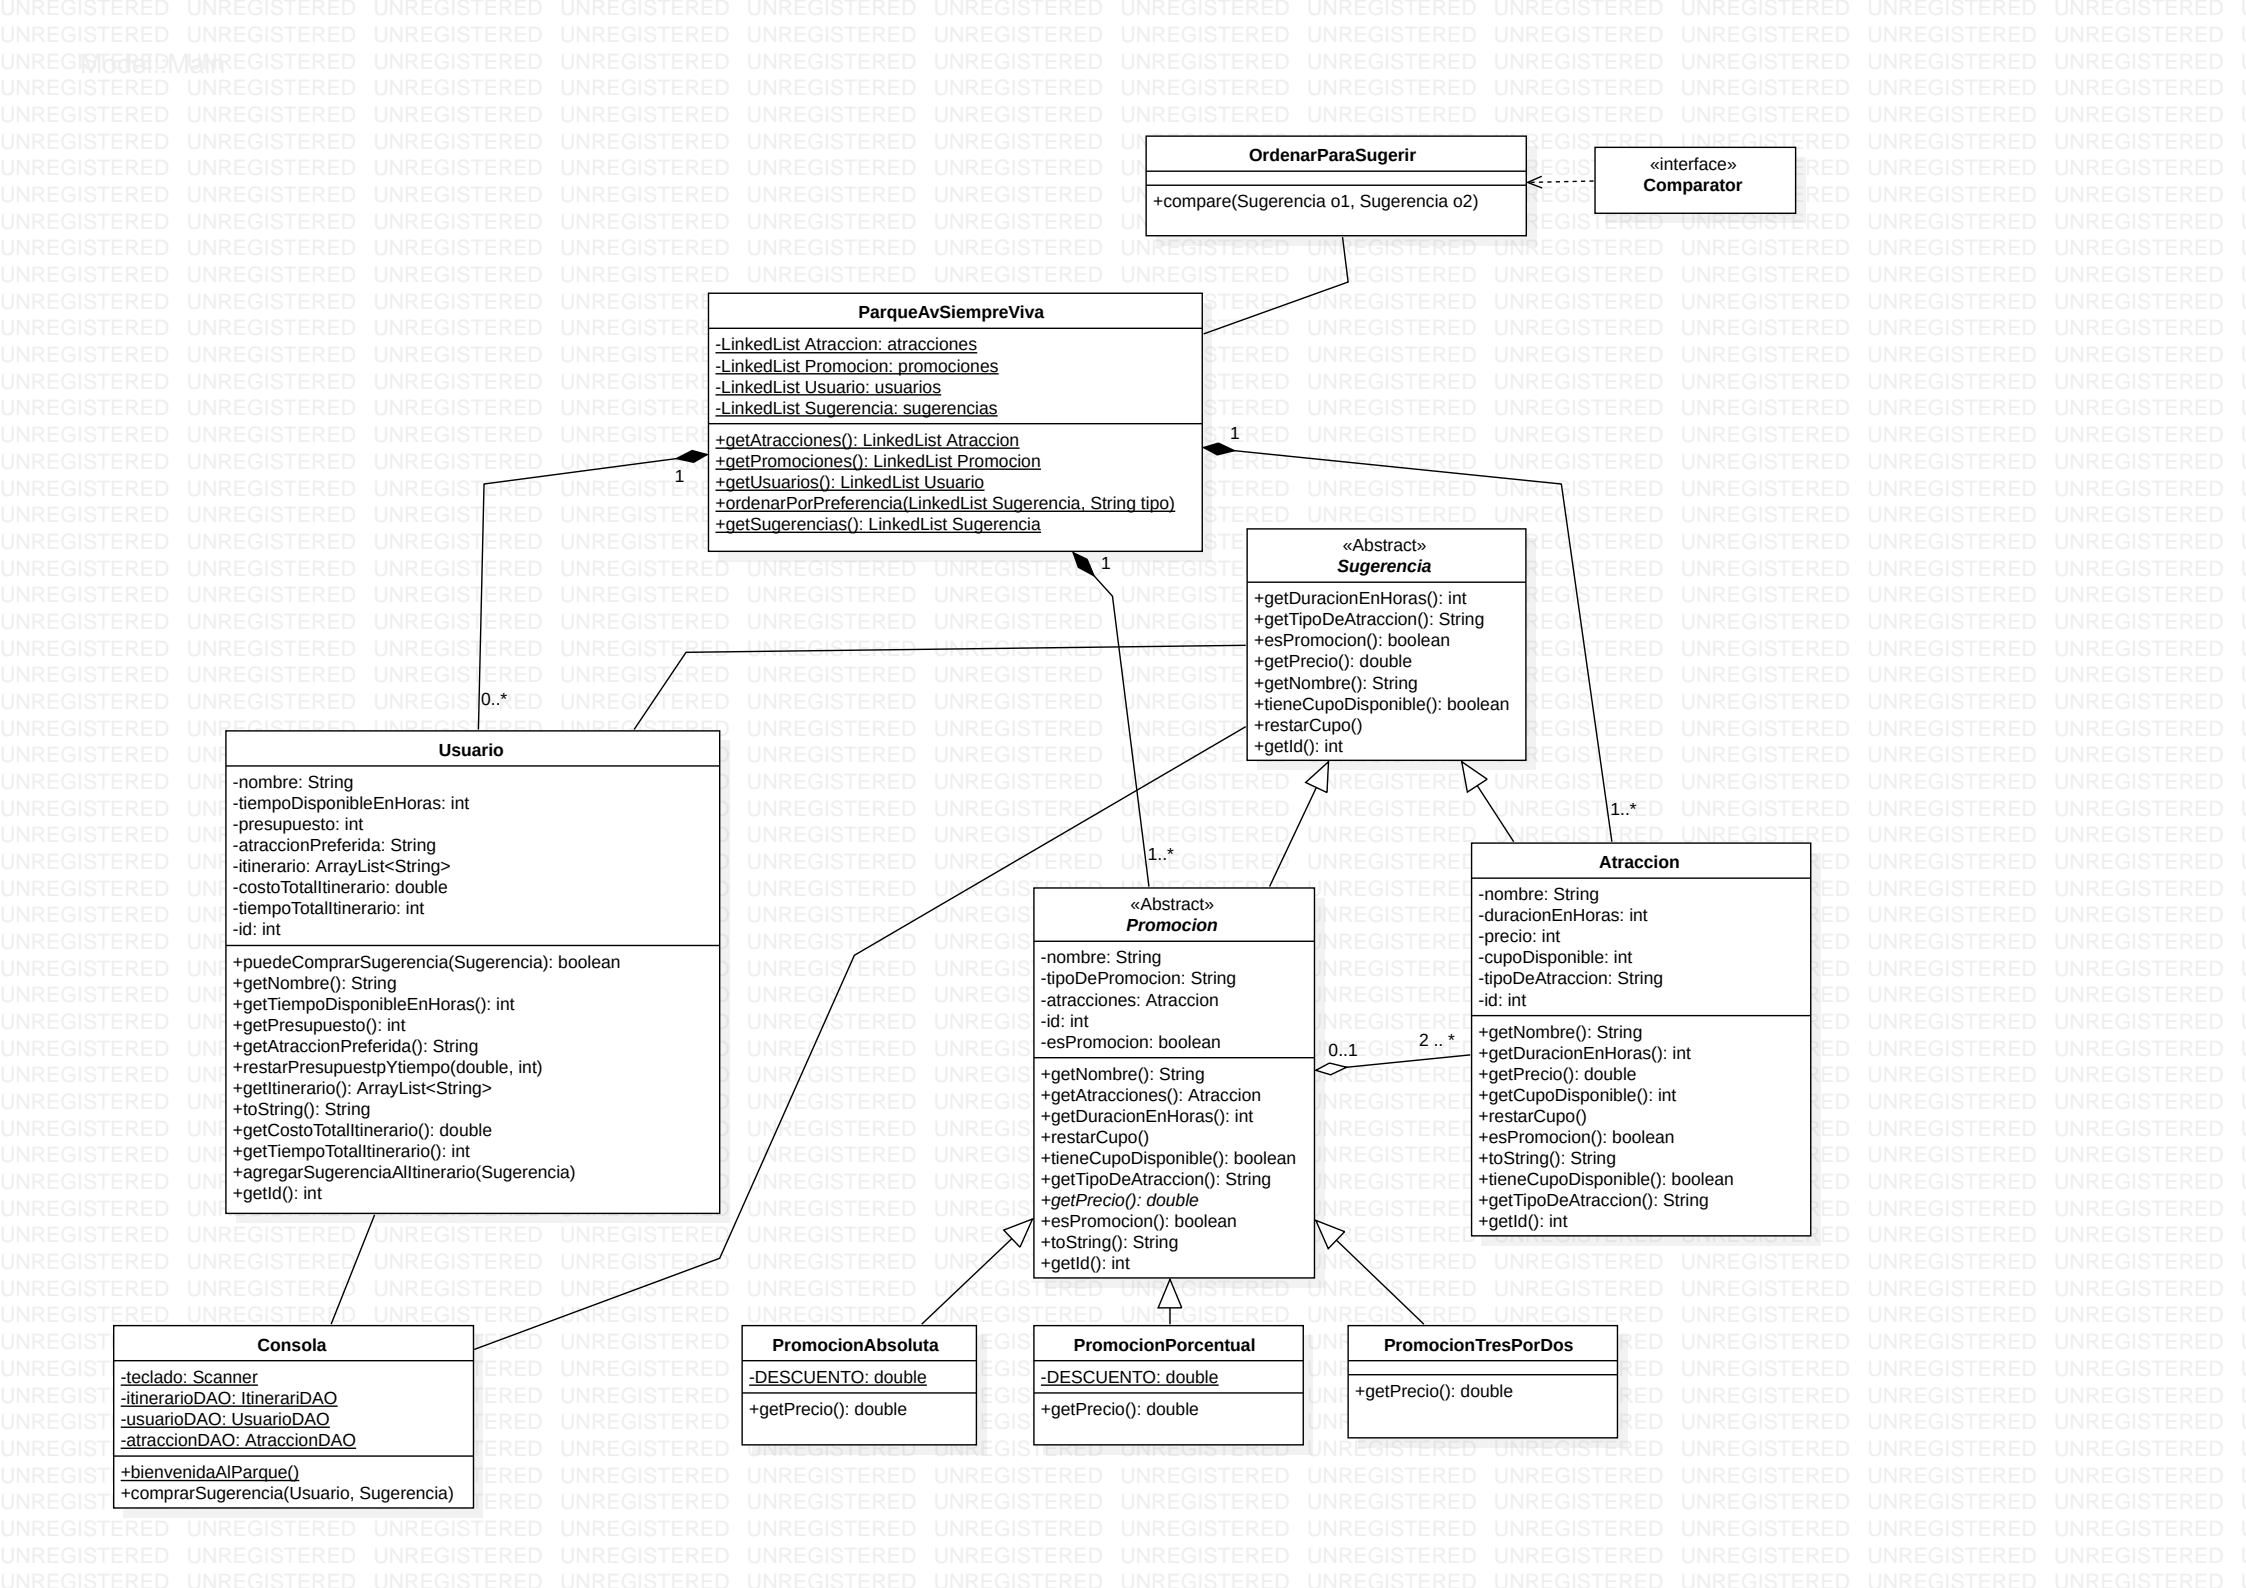 OrdenarParaSugerir
+compare(Sugerencia o1, Sugerencia o2)
«interface»
Comparator
ParqueAvSiempreViva
-LinkedList Atraccion: atracciones
-LinkedList Promocion: promociones
-LinkedList Usuario: usuarios
-LinkedList Sugerencia: sugerencias
+getAtracciones(): LinkedList Atraccion
+getPromociones(): LinkedList Promocion
+getUsuarios(): LinkedList Usuario
+ordenarPorPreferencia(LinkedList Sugerencia, String tipo)
+getSugerencias(): LinkedList Sugerencia
1
1
1
0..*
1..*
1..*
«Abstract»
Sugerencia
+getDuracionEnHoras(): int
+getTipoDeAtraccion(): String
+esPromocion(): boolean
+getPrecio(): double
+getNombre(): String
+tieneCupoDisponible(): boolean
+restarCupo()
+getId(): int
Usuario
-nombre: String
-tiempoDisponibleEnHoras: int
-presupuesto: int
-atraccionPreferida: String
-itinerario: ArrayList<String>
-costoTotalItinerario: double
-tiempoTotalItinerario: int
-id: int
+puedeComprarSugerencia(Sugerencia): boolean
+getNombre(): String
+getTiempoDisponibleEnHoras(): int
+getPresupuesto(): int
+getAtraccionPreferida(): String
+restarPresupuestpYtiempo(double, int)
+getItinerario(): ArrayList<String>
+toString(): String
+getCostoTotalItinerario(): double
+getTiempoTotalItinerario(): int
+agregarSugerenciaAlItinerario(Sugerencia)
+getId(): int
«Abstract»
Promocion
-nombre: String
-tipoDePromocion: String
-atracciones: Atraccion
-id: int
-esPromocion: boolean
+getNombre(): String
+getAtracciones(): Atraccion
+getDuracionEnHoras(): int
+restarCupo()
+tieneCupoDisponible(): boolean
+getTipoDeAtraccion(): String
+getPrecio(): double
+esPromocion(): boolean
+toString(): String
+getId(): int
0..1
2 .. *
Atraccion
-nombre: String
-duracionEnHoras: int
-precio: int
-cupoDisponible: int
-tipoDeAtraccion: String
-id: int
+getNombre(): String
+getDuracionEnHoras(): int
+getPrecio(): double
+getCupoDisponible(): int
+restarCupo()
+esPromocion(): boolean
+toString(): String
+tieneCupoDisponible(): boolean
+getTipoDeAtraccion(): String
+getId(): int
Consola
-teclado: Scanner
-itinerarioDAO: ItinerariDAO
-usuarioDAO: UsuarioDAO
-atraccionDAO: AtraccionDAO
+bienvenidaAlParque()
+comprarSugerencia(Usuario, Sugerencia)
PromocionAbsoluta
-DESCUENTO: double
+getPrecio(): double
PromocionPorcentual
-DESCUENTO: double
+getPrecio(): double
PromocionTresPorDos
+getPrecio(): double